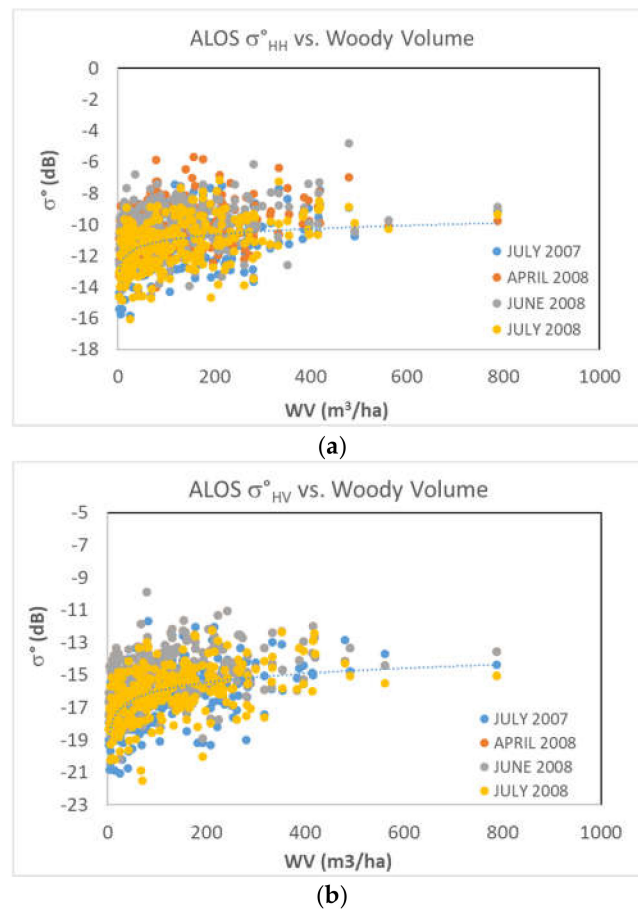 ALOS σ°HH vs. Woody Volume
0
-2
-4
-6
-8
-10
-12
-14
-16
-18
σ° (dB)
0 200 400 600 800 1000
WV (m³/ha)
JULY 2007
APRIL 2008
JUNE 2008
JULY 2008
(a)
ALOS σ°HV vs. Woody Volume
-5
-7
-9
-11
-13
-15
-17
-19
-21
-23
σ° (dB)
0 200 400 600 800 1000
WV (m3/ha)
JULY 2007
APRIL 2008
JUNE 2008
JULY 2008
(b)